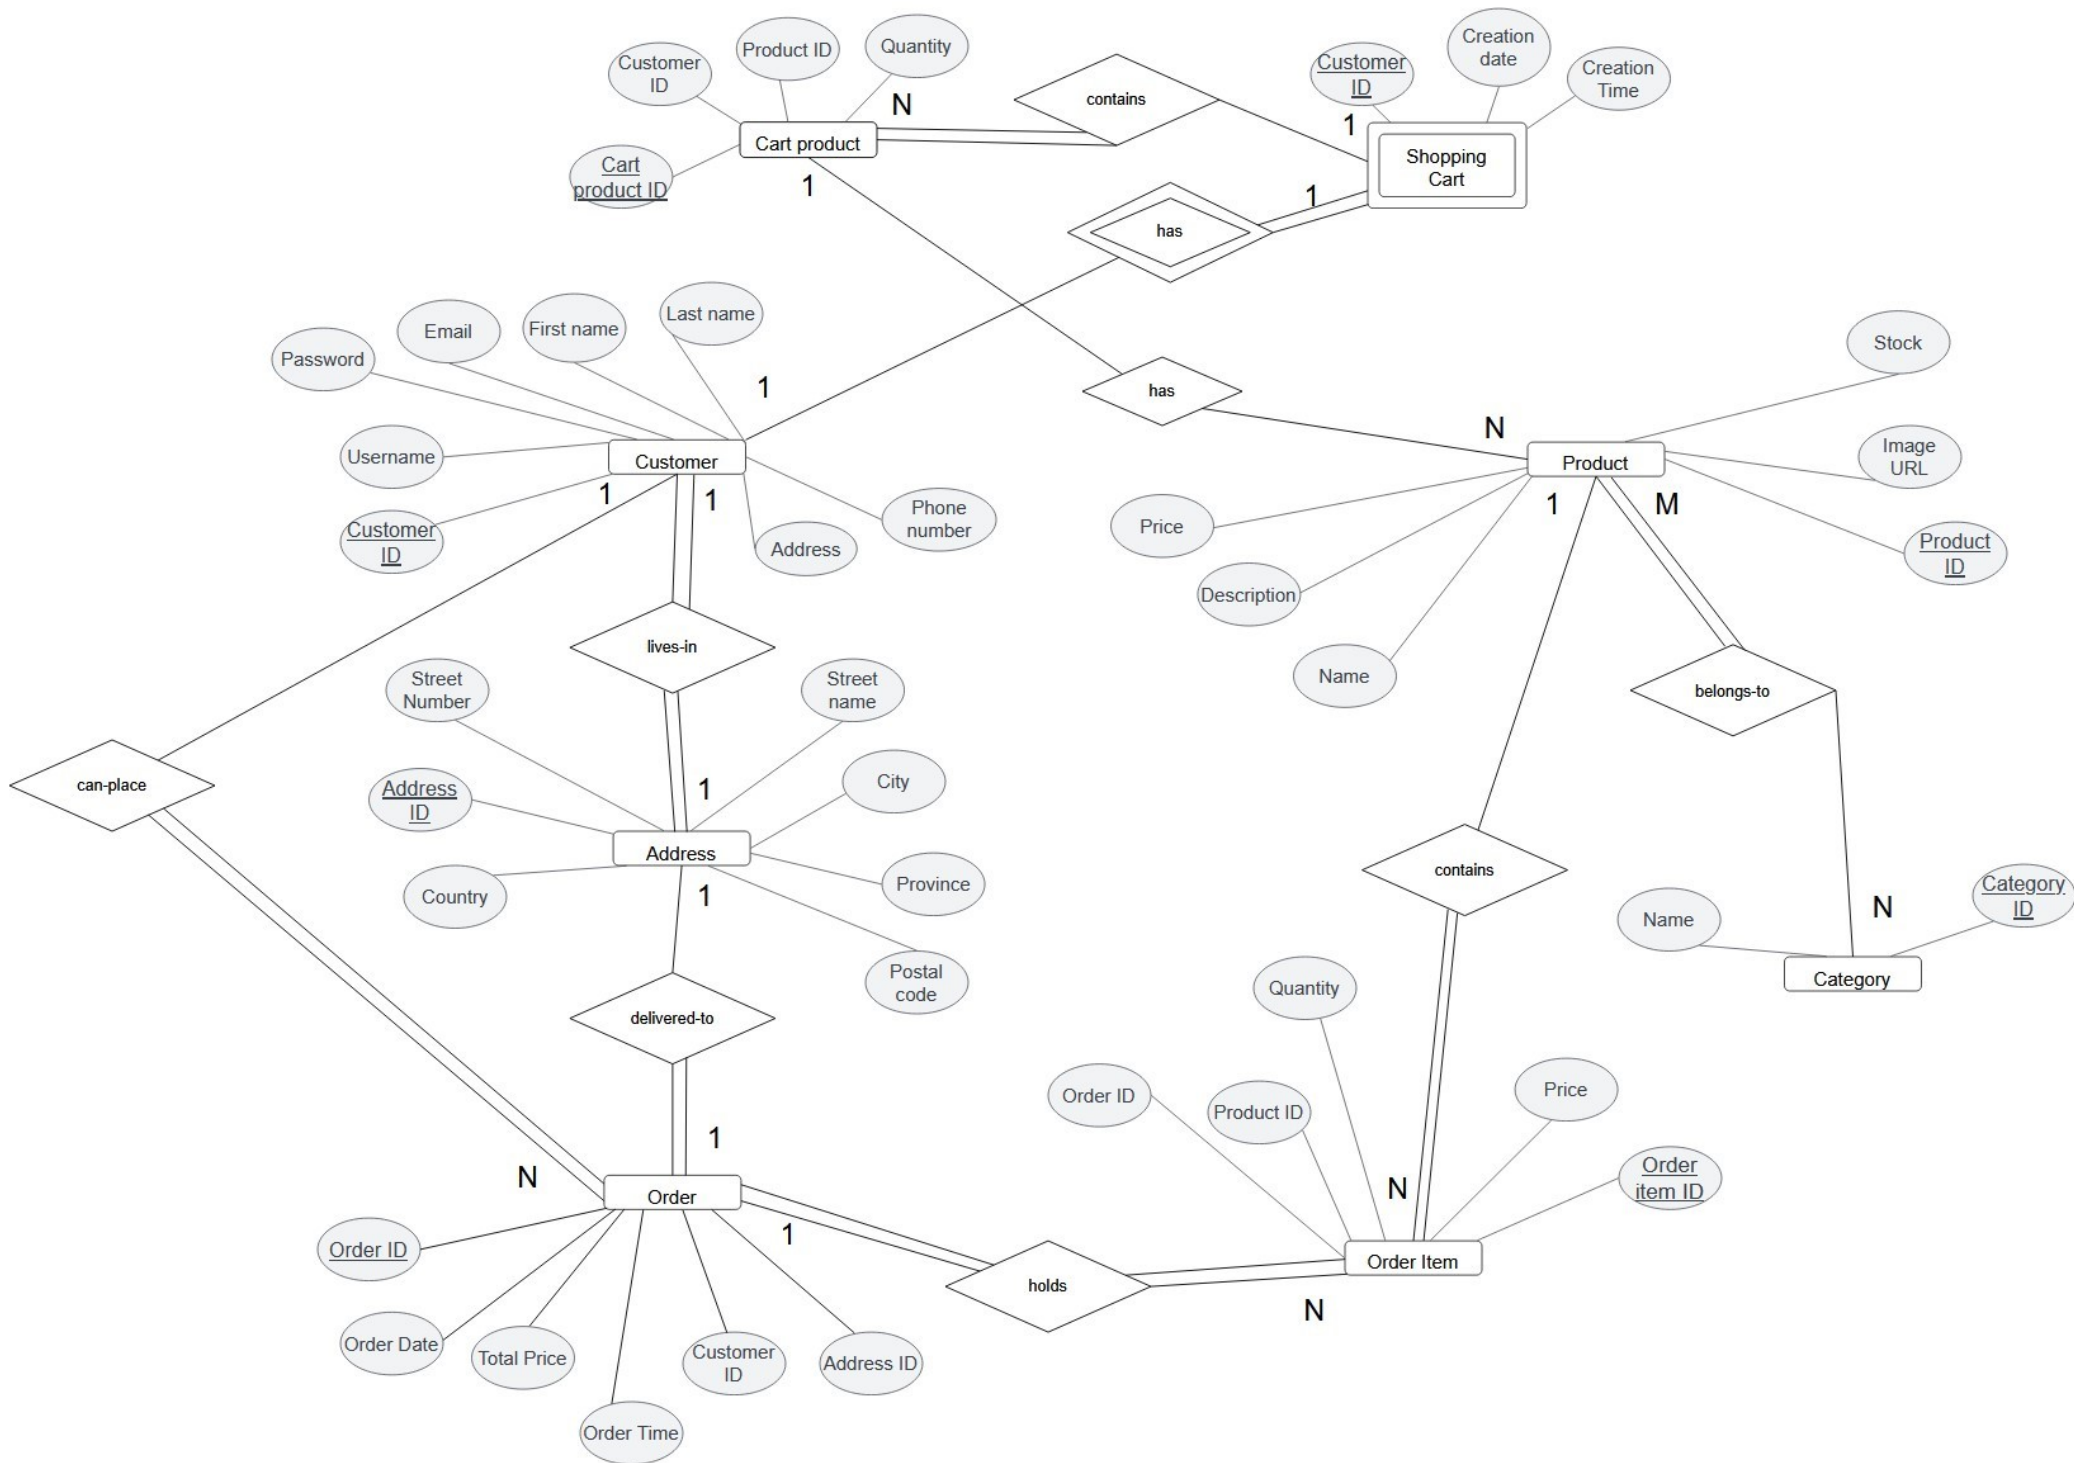 Customer
ID
Product ID
Quantity
N
contains
Customer
ID
Creation
date
Creation
Time
1
Cart product
Cart
product ID
1
Shopping
Cart
1
has
Password
Email
First name
Last name
1
Username
Customer
1
1
Customer
ID
Phone
number
Address
has
Stock
N
Product
Image
URL
1
M
Price
Product
ID
Description
Name
lives-in
belongs-to
Street
Number
Street
name
can-place
Address
ID
1
City
Address
Country
1
Province
Postal
code
contains
Name
N
Category
ID
Category
delivered-to
Quantity
Order ID
Product ID
Price
1
N
Order
1
N
Order
item ID
Order Item
holds
N
Order ID
Order Date
Total Price
Customer
ID
Address ID
Order Time